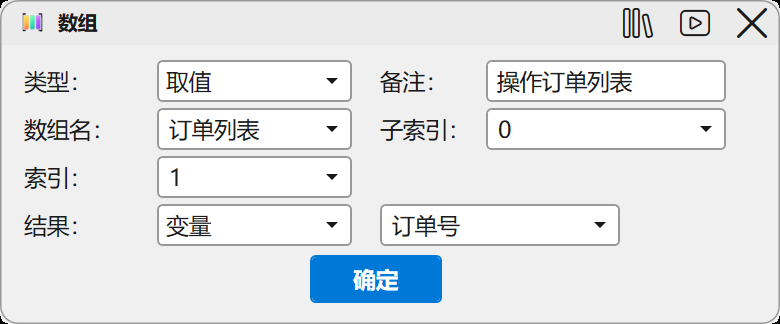 数组
类型： 取值 备注： 操作订单列表
数组名： 订单列表 子索引： 0
索引： 1
结果： 变量 订单号
确定